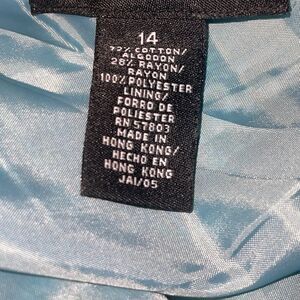 14
72% COTTON/
ALGODON
28% RAYON/
RAYON
100% POLYESTER
LINING/
FORRO DE
POLIESTER
RN 57803
MADE IN
HONG KONG/
HECHO EN
HONG KONG
JAI/05